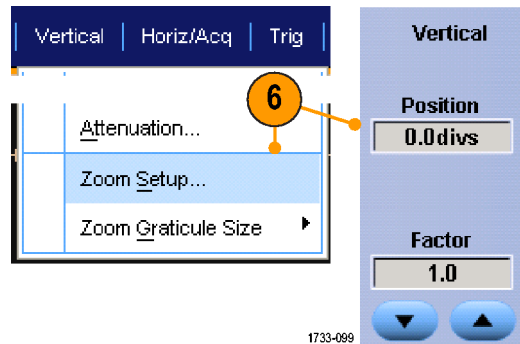 Vertical | Horiz/Acq | Trig
6
Attenuation...
Zoom Setup...
Zoom Graticule Size
Vertical
Position
0.0divs
Factor
1.0
1733-099